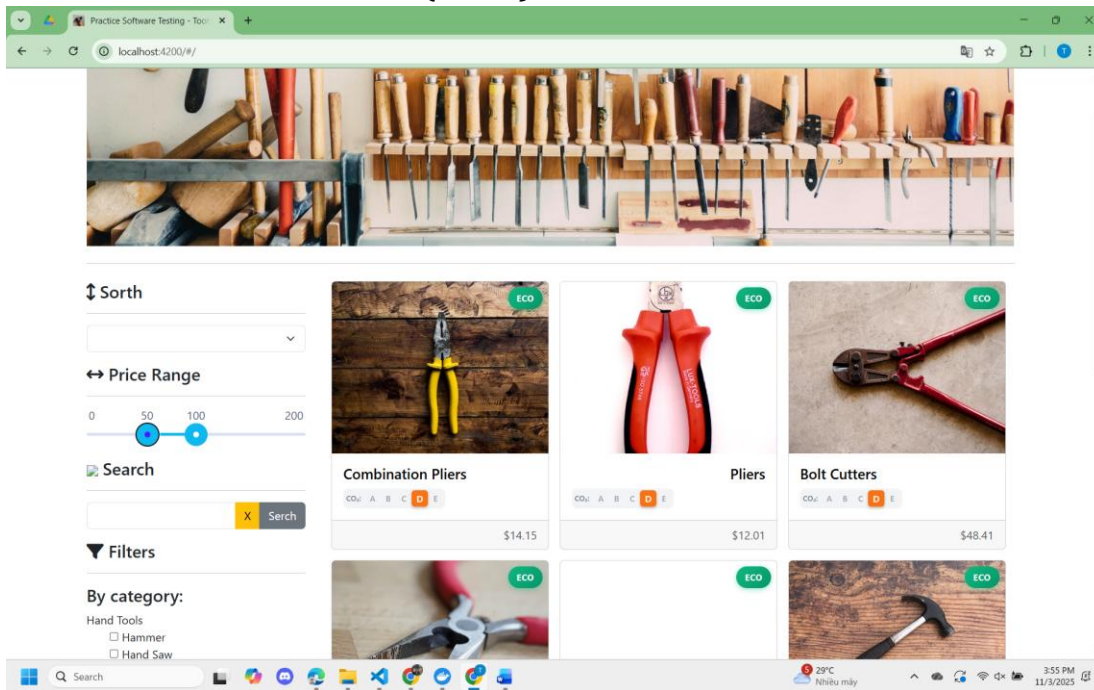 Practice Software Testing - Tool
localhost:4200/#/
Sorth
Price Range
0 50 100 200
Search
X Serch
Filters
By category:
Hand Tools
Hammer
Hand Saw
ECO
Combination Pliers
CO₂: A B C D E
$14.15
ECO
Pliers
CO₂: A B C D E
$12.01
ECO
Bolt Cutters
CO₂: A B C D E
$48.41
ECO
ECO
ECO
Search
5
29°C
Nhiều mây
3:55 PM
11/3/2025